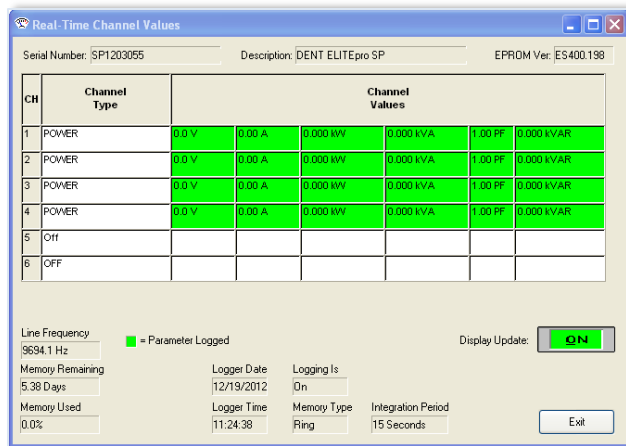 Real-Time Channel Values
Serial Number: SP1203055 Description: DENT ELITEpro SP EPROM Ver: ES400.198
CH Channel Type Channel Values
1 POWER 0.0 V 0.00 A 0.000 kW 0.000 kVA 1.00 PF 0.000 kVAR
2 POWER 0.0 V 0.00 A 0.000 kW 0.000 kVA 1.00 PF 0.000 kVAR
3 POWER 0.0 V 0.00 A 0.000 kW 0.000 kVA 1.00 PF 0.000 kVAR
4 POWER 0.0 V 0.00 A 0.000 kW 0.000 kVA 1.00 PF 0.000 kVAR
5 Off
6 OFF
Line Frequency
9694.1 Hz = Parameter Logged Display Update: ON
Memory Remaining Logger Date Logging Is
5.38 Days 12/19/2012 On
Memory Used Logger Time Memory Type Integration Period
0.0% 11:24:38 Ring 15 Seconds Exit